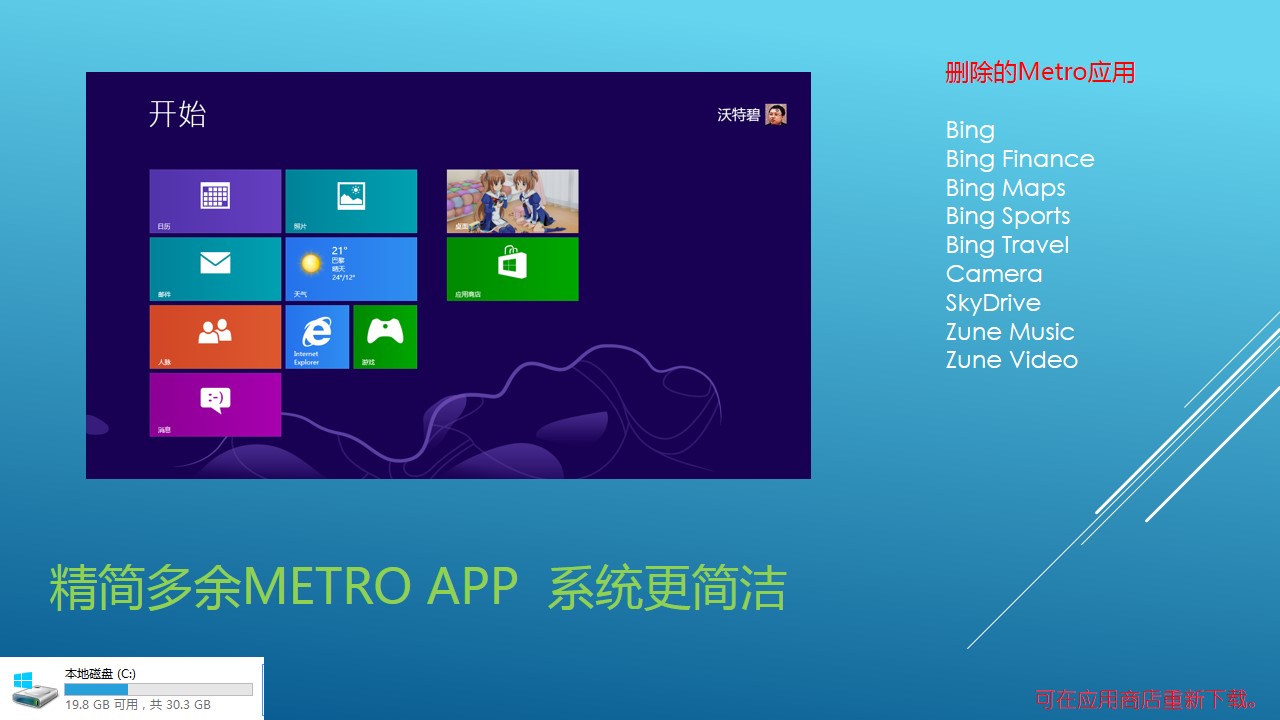 开始
沃特碧
日历
照片
桌面
邮件
21°
巴黎
晴天
24°/12°
天气
应用商店
人脉
Internet
Explorer
游戏
:-)
消息
删除的Metro应用
Bing
Bing Finance
Bing Maps
Bing Sports
Bing Travel
Camera
SkyDrive
Zune Music
Zune Video
精简多余METRO APP 系统更简洁
本地磁盘 (C:)
19.8 GB 可用，共 30.3 GB
可在应用商店重新下载。